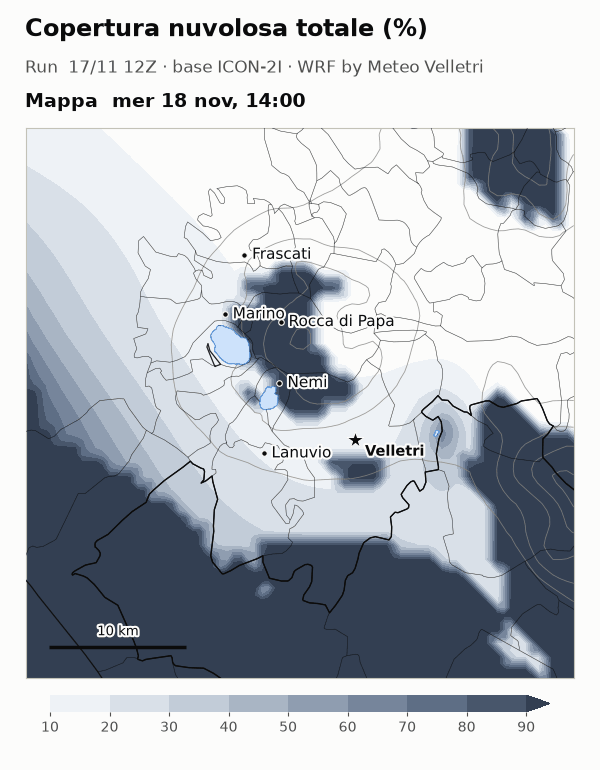 Copertura nuvolosa totale (%)
Run  17/11 12Z · base ICON-2I · WRF by Meteo Velletri
Mappa  mer 18 nov, 14:00
Frascati
Marino
Rocca di Papa
Nemi
Velletri
Lanuvio
10 km
10 20 30 40 50 60 70 80 90